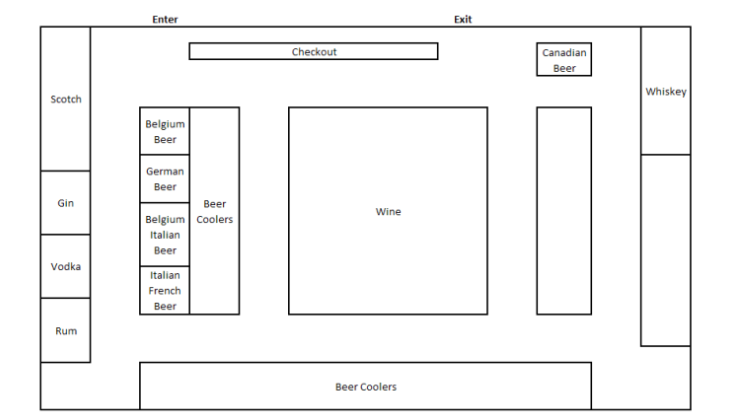 Enter
Exit
Checkout
Canadian
Beer
Scotch
Whiskey
Belgium
Beer
German
Beer
Gin
Beer
Coolers
Wine
Belgium
Italian
Beer
Vodka
Italian
French
Beer
Rum
Beer Coolers